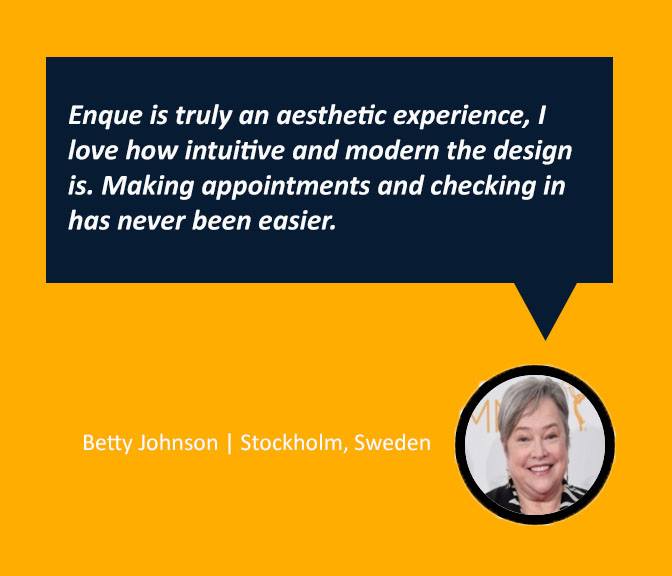 Enque is truly an aesthetic experience, I
love how intuitive and modern the design
is. Making appointments and checking in
has never been easier.
Betty Johnson | Stockholm, Sweden